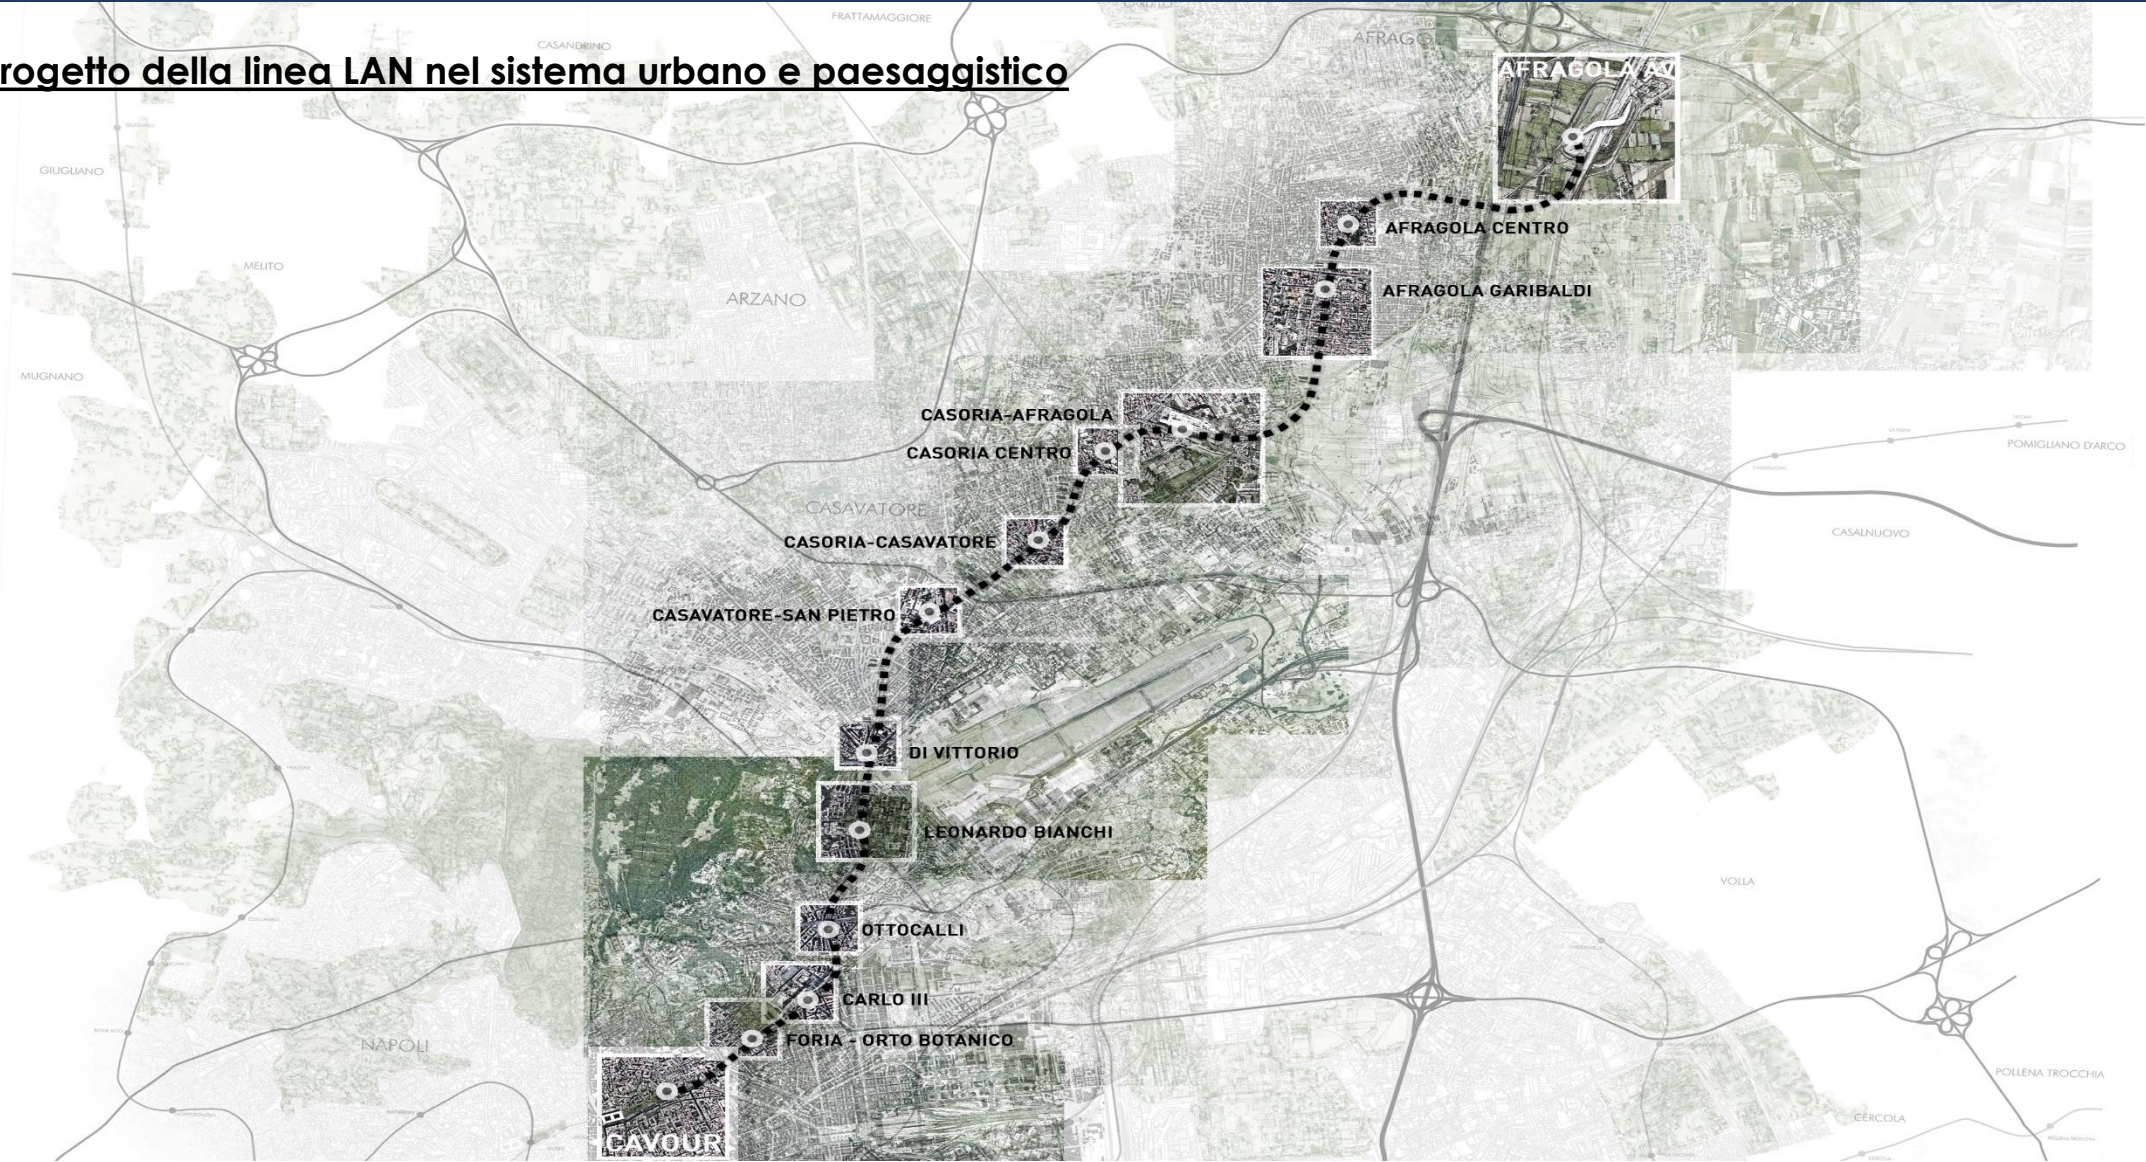 CARDITO
FRATTAMAGGIORE
CASANDRINO
AFRAGOLA
rogetto della linea LAN nel sistema urbano e paesaggistico
AFRAGOLA AV
GIUGLIANO
AFRAGOLA CENTRO
MELITO
AFRAGOLA GARIBALDI
ARZANO
MUGNANO
CASORIA-AFRAGOLA
POMIGLIANO D'ARCO
CASORIA CENTRO
CASAVATORE
CASALNUOVO
CASORIA-CASAVATORE
CASAVATORE-SAN PIETRO
DI VITTORIO
LEONARDO BIANCHI
VOLLA
OTTOCALLI
CARLO III
FORIA - ORTO BOTANICO
NAPOLI
POLLENA TROCCHIA
CERCOLA
CAVOUR